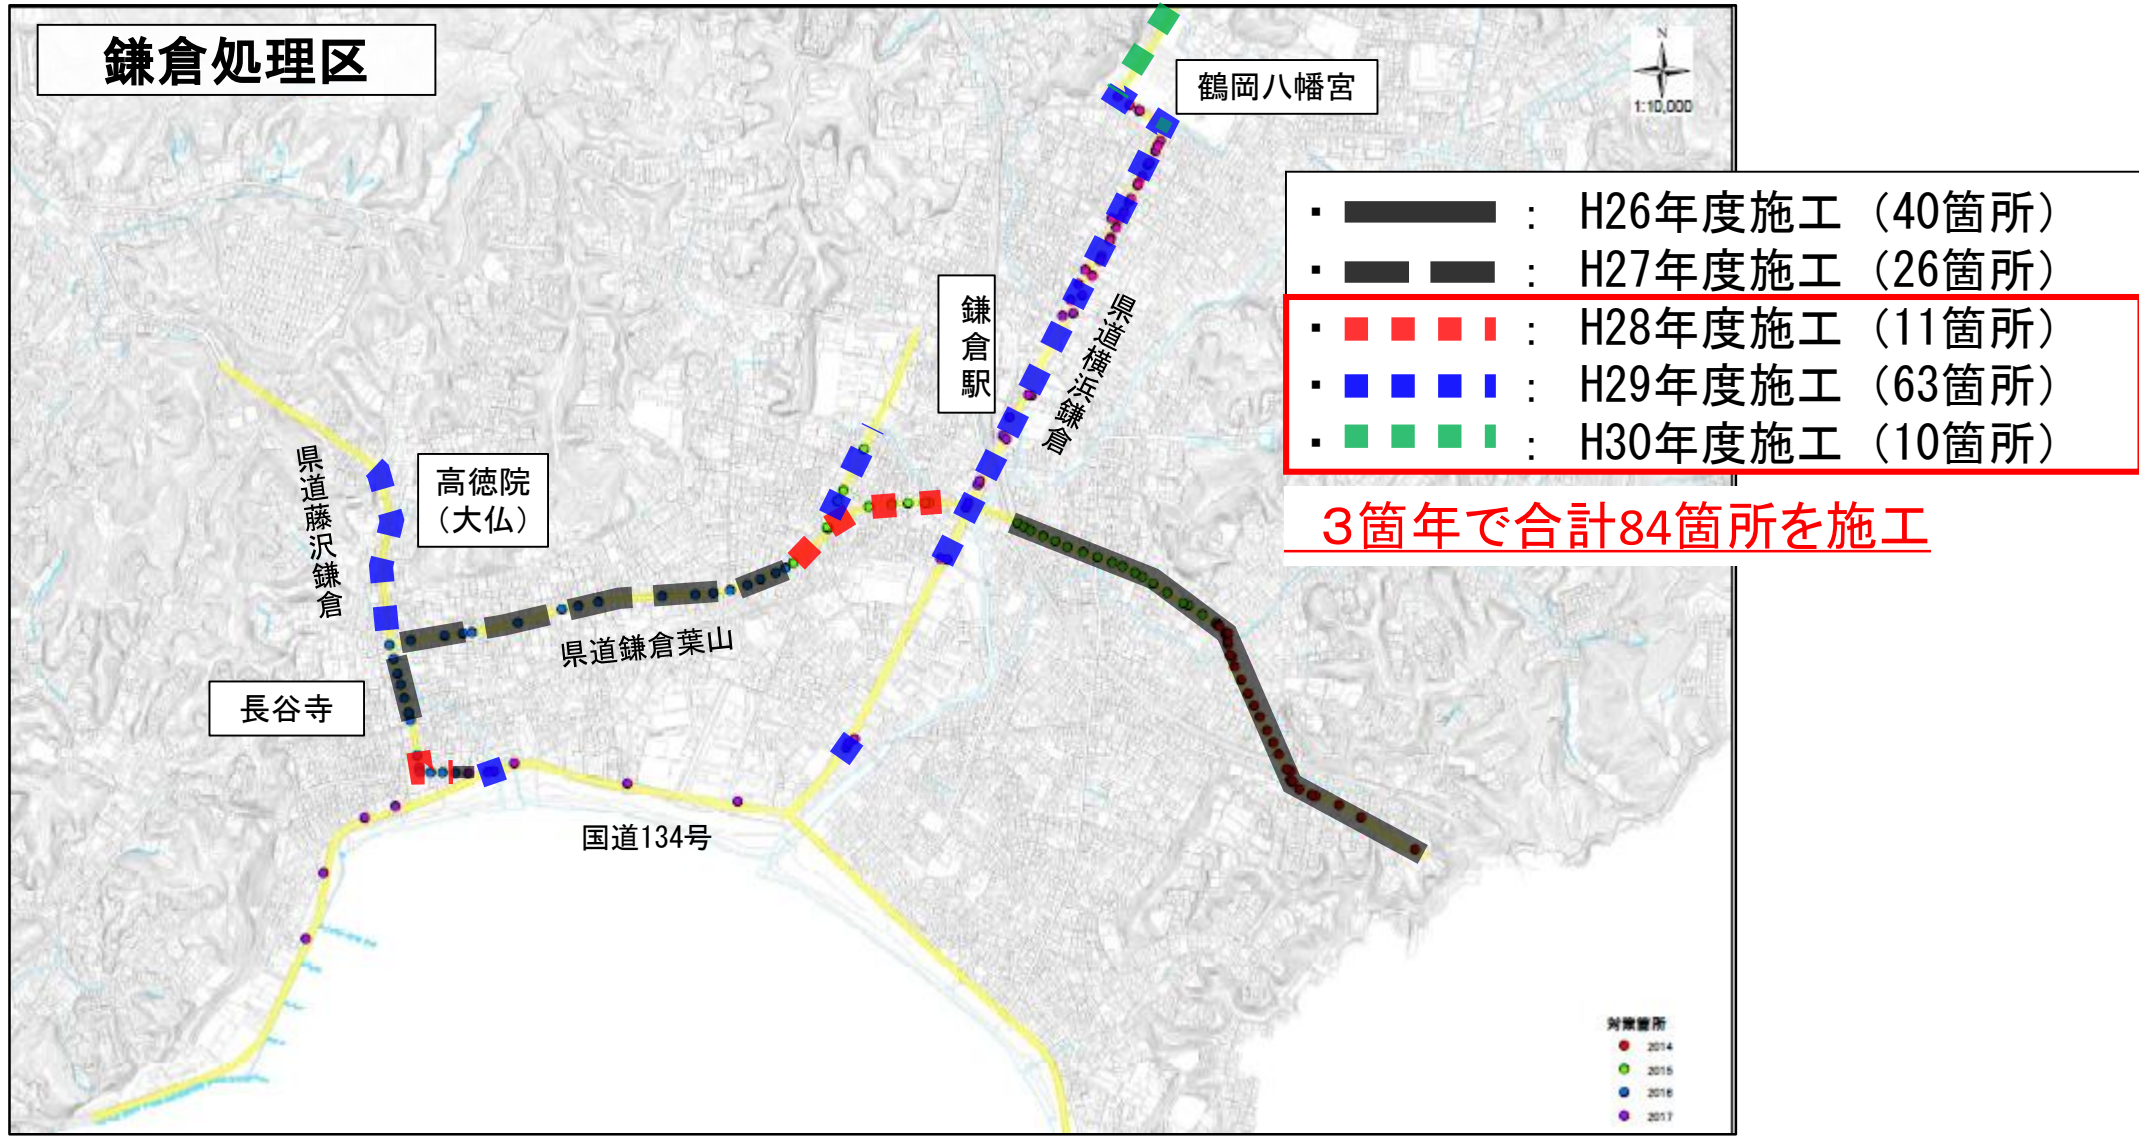 鎌倉処理区
鶴岡八幡宮
N
1:10,000
・ ： H26年度施工（40箇所）
・ ： H27年度施工（26箇所）
・ ： H28年度施工（11箇所）
・ ： H29年度施工（63箇所）
・ ： H30年度施工（10箇所）
３箇年で合計84箇所を施工
鎌倉駅
県道横浜鎌倉
県道藤沢鎌倉
高徳院
（大仏）
県道鎌倉葉山
長谷寺
国道134号
対策箇所
2014
2015
2016
2017